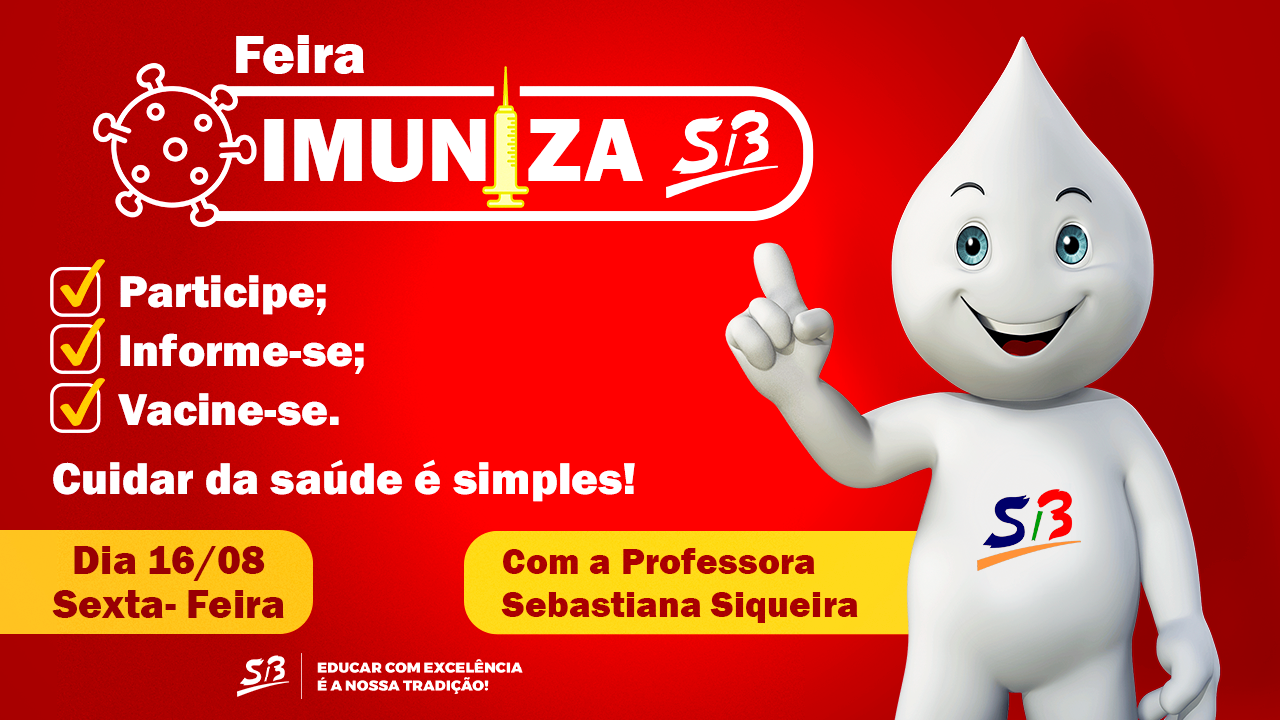 Feira
IMUNIZA SiB
Participe;
Informe-se;
Vacine-se.
Cuidar da saúde é simples!
Dia 16/08
Sexta- Feira
Com a Professora
Sebastiana Siqueira
SiB
SiB
EDUCAR COM EXCELÊNCIA
É A NOSSA TRADIÇÃO!